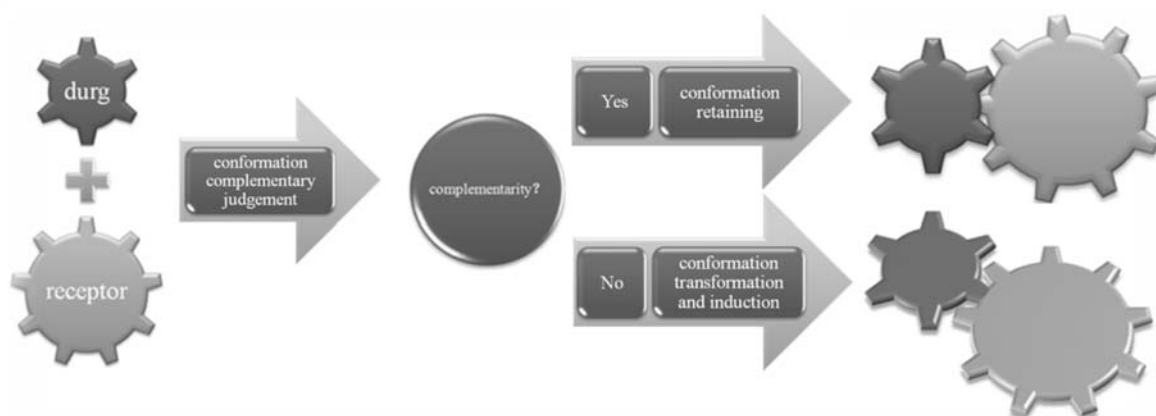 durg
receptor
conformation
complementary
judgement
complementarity?
Yes
conformation
retaining
No
conformation
transformation
and induction